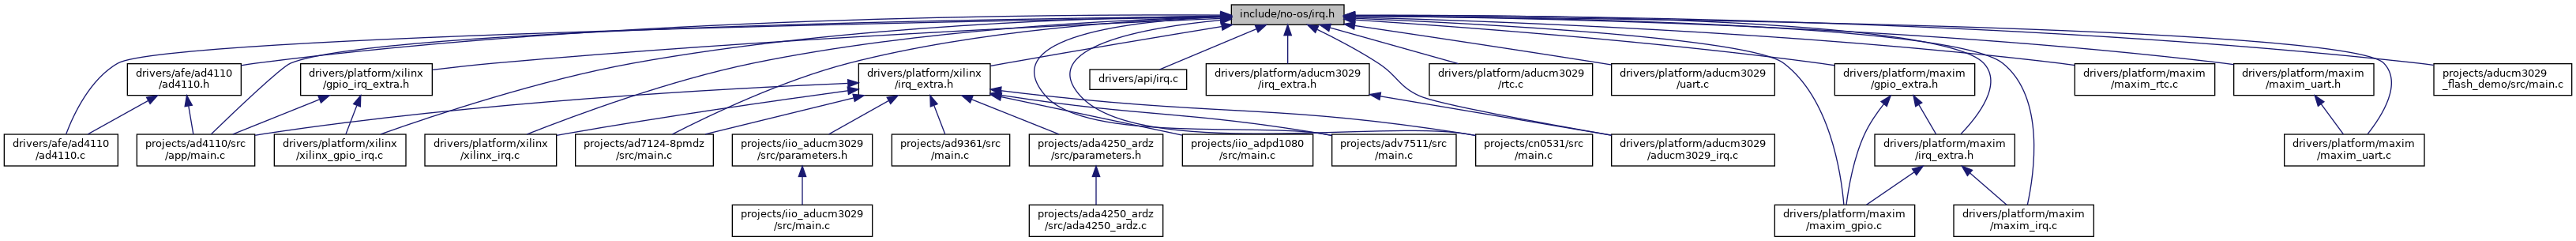 include/no-os/irq.h
drivers/afe/ad4110
/ad4110.h
drivers/platform/xilinx
/gpio_irq_extra.h
drivers/platform/xilinx
/irq_extra.h
drivers/api/irq.c
drivers/platform/aducm3029
/irq_extra.h
drivers/platform/aducm3029
/rtc.c
drivers/platform/aducm3029
/uart.c
drivers/platform/maxim
/gpio_extra.h
drivers/platform/maxim
/maxim_rtc.c
drivers/platform/maxim
/maxim_uart.h
projects/aducm3029
_flash_demo/src/main.c
drivers/afe/ad4110
/ad4110.c
projects/ad4110/src
/app/main.c
drivers/platform/xilinx
/xilinx_gpio_irq.c
drivers/platform/xilinx
/xilinx_irq.c
projects/ad7124-8pmdz
/src/main.c
projects/iio_aducm3029
/src/parameters.h
projects/ad9361/src
/main.c
projects/ada4250_ardz
/src/parameters.h
projects/iio_adpd1080
/src/main.c
projects/adv7511/src
/main.c
projects/cn0531/src
/main.c
drivers/platform/aducm3029
/aducm3029_irq.c
drivers/platform/maxim
/irq_extra.h
drivers/platform/maxim
/maxim_uart.c
projects/iio_aducm3029
/src/main.c
projects/ada4250_ardz
/src/ada4250_ardz.c
drivers/platform/maxim
/maxim_gpio.c
drivers/platform/maxim
/maxim_irq.c